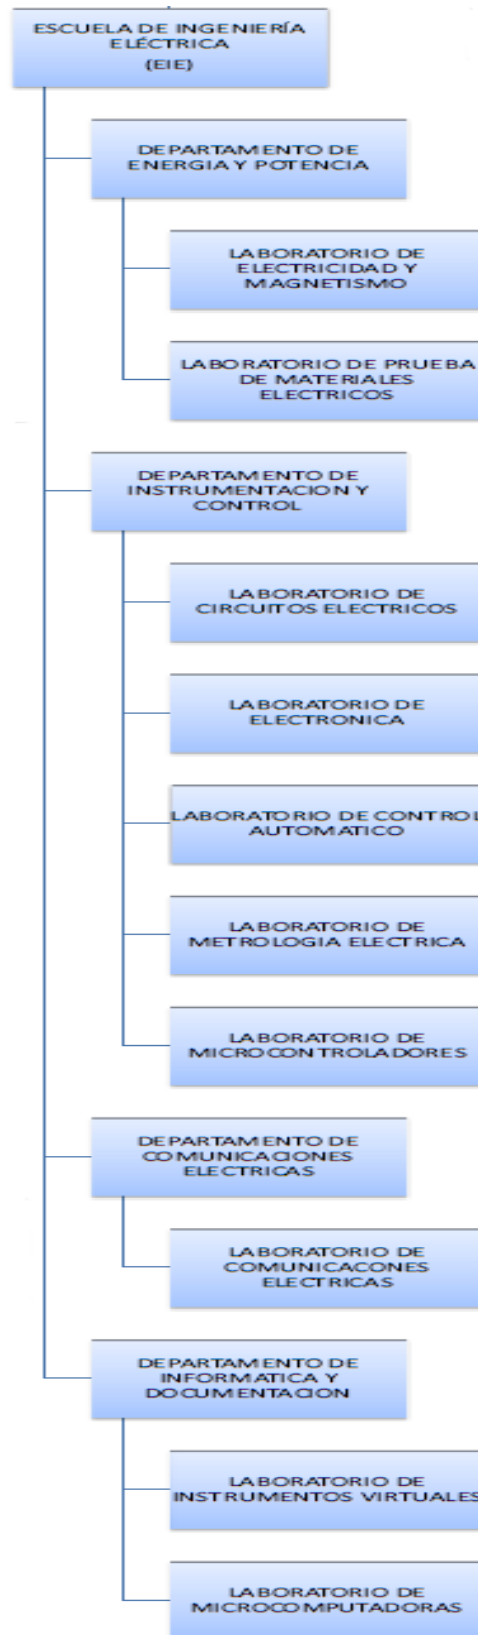 ESCUELA DE INGENIERÍA
ELÉCTRICA
(EIE)
DEPARTAMENTO DE
ENERGIA Y POTENCIA
LABORATORIO DE
ELECTRICIDAD Y
MAGNETISMO
LABORATORIO DE PRUEBA
DE MATERIALES
ELECTRICOS
DEPARTAMENTO DE
INSTRUMENTACION Y
CONTROL
LABORATORIO DE
CIRCUITOS ELECTRICOS
LABORATORIO DE
ELECTRONICA
LABORATORIO DE CONTROL
AUTOMATICO
LABORATORIO DE
METROLOGIA ELECTRICA
LABORATORIO DE
MICROCONTROLADORES
DEPARTAMENTO DE
COMUNICACIONES
ELECTRICAS
LABORATORIO DE
COMUNICACONES
ELECTRICAS
DEPARTAMENTO DE
INFORMATICA Y
DOCUMENTACION
LABORATORIO DE
INSTRUMENTOS VIRTUALES
LABORATORIO DE
MICROCOMPUTADORAS